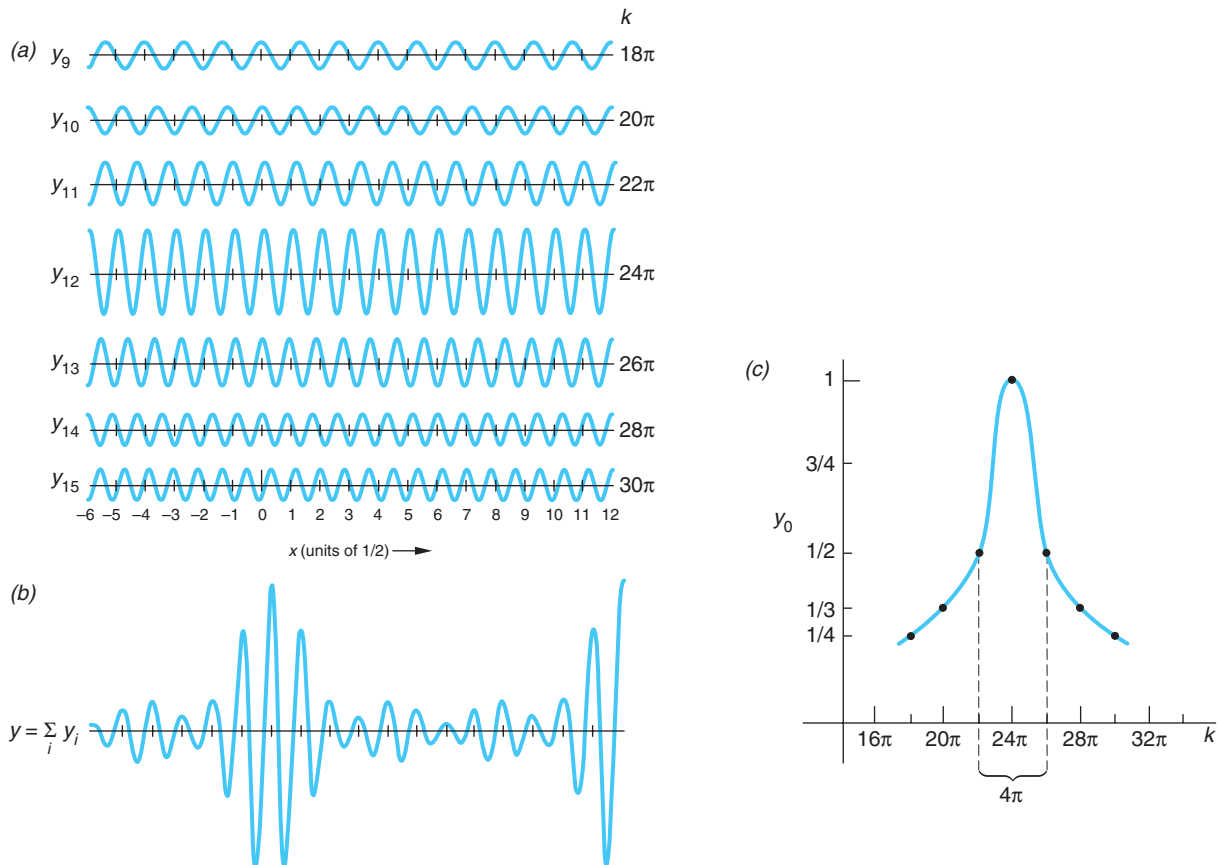 k
(a) y9 18π
y10 20π
y11 22π
y12 24π
y13 26π
y14 28π
y15 30π
–6 –5 –4 –3 –2 –1 0 1 2 3 4 5 6 7 8 9 10 11 12
x (units of 1/2)
(b)
y = Σ yi
i
(c)
1
3/4
y0
1/2
1/3
1/4
16π 20π 24π 28π 32π k
4π